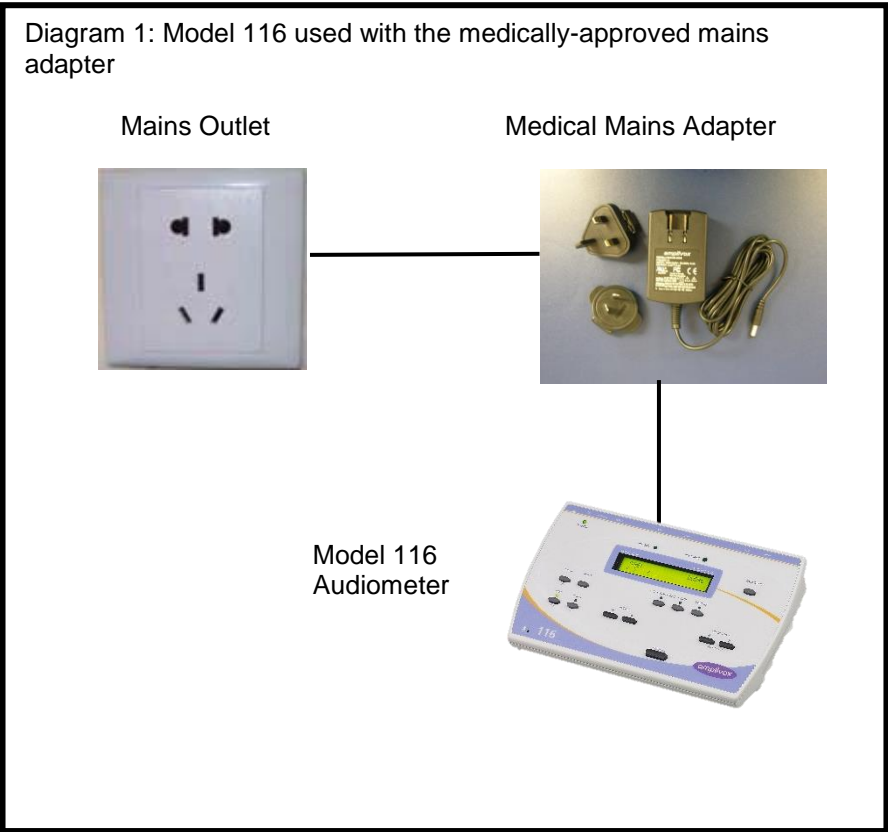 Diagram 1: Model 116 used with the medically-approved mains
adapter
Mains Outlet
Medical Mains Adapter
amplivox
Model 116
Audiometer
116
amplivox